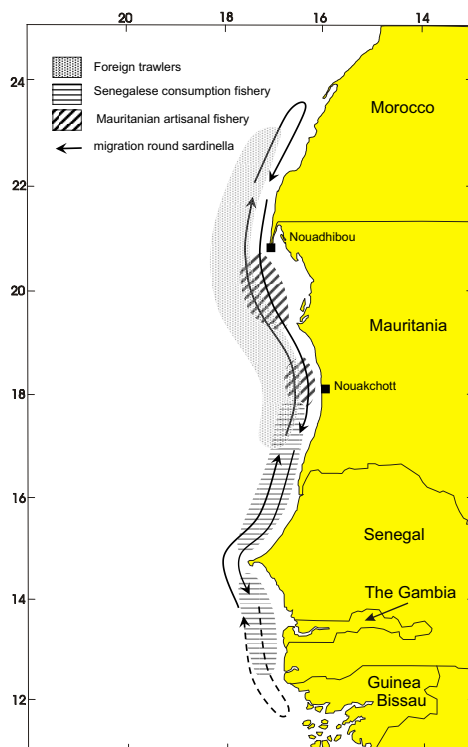 20 18 16 14
24
22
20
18
16
14
12
Foreign trawlers
Senegalese consumption fishery
Mauritanian artisanal fishery
migration round sardinella
Morocco
Nouadhibou
Mauritania
Nouakchott
Senegal
The Gambia
Guinea
Bissau